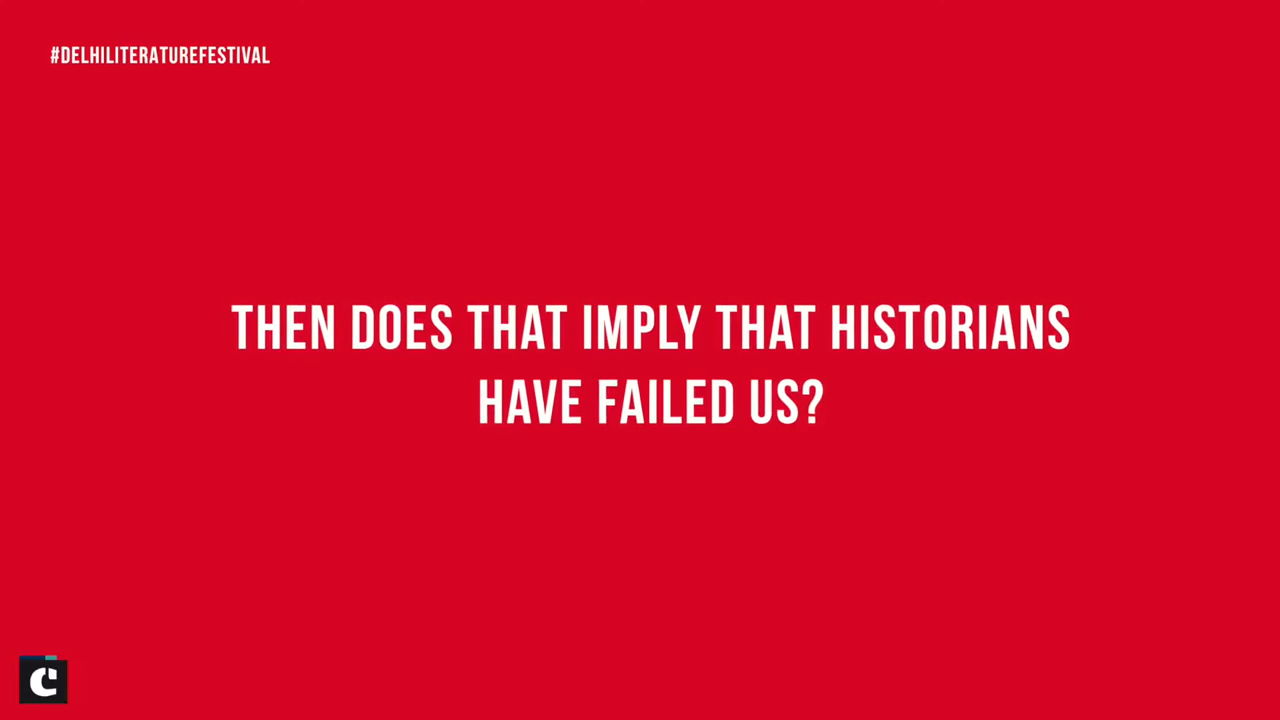 #DELHILITERATUREFESTIVAL
THEN DOES THAT IMPLY THAT HISTORIANS
HAVE FAILED US?
C